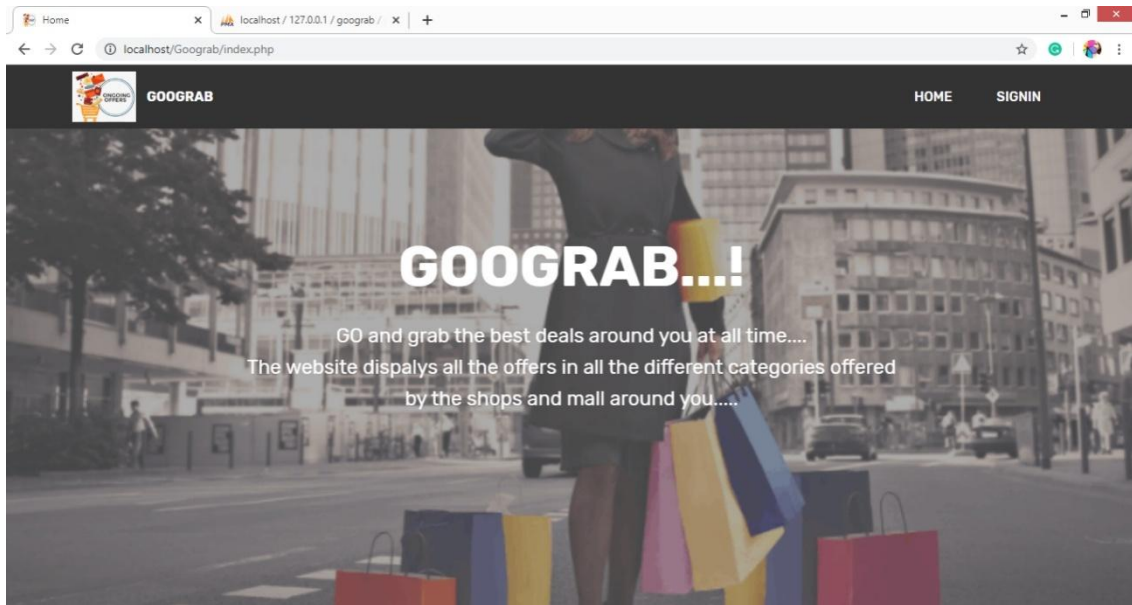 Home
localhost / 127.0.0.1 / goograb /
localhost/Goograb/index.php
ONGOING
OFFERS
GOOGRAB
HOME
SIGNIN
GOOGRAB...!
GO and grab the best deals around you at all time....
The website dispalys all the offers in all the different categories offered
by the shops and mall around you.....